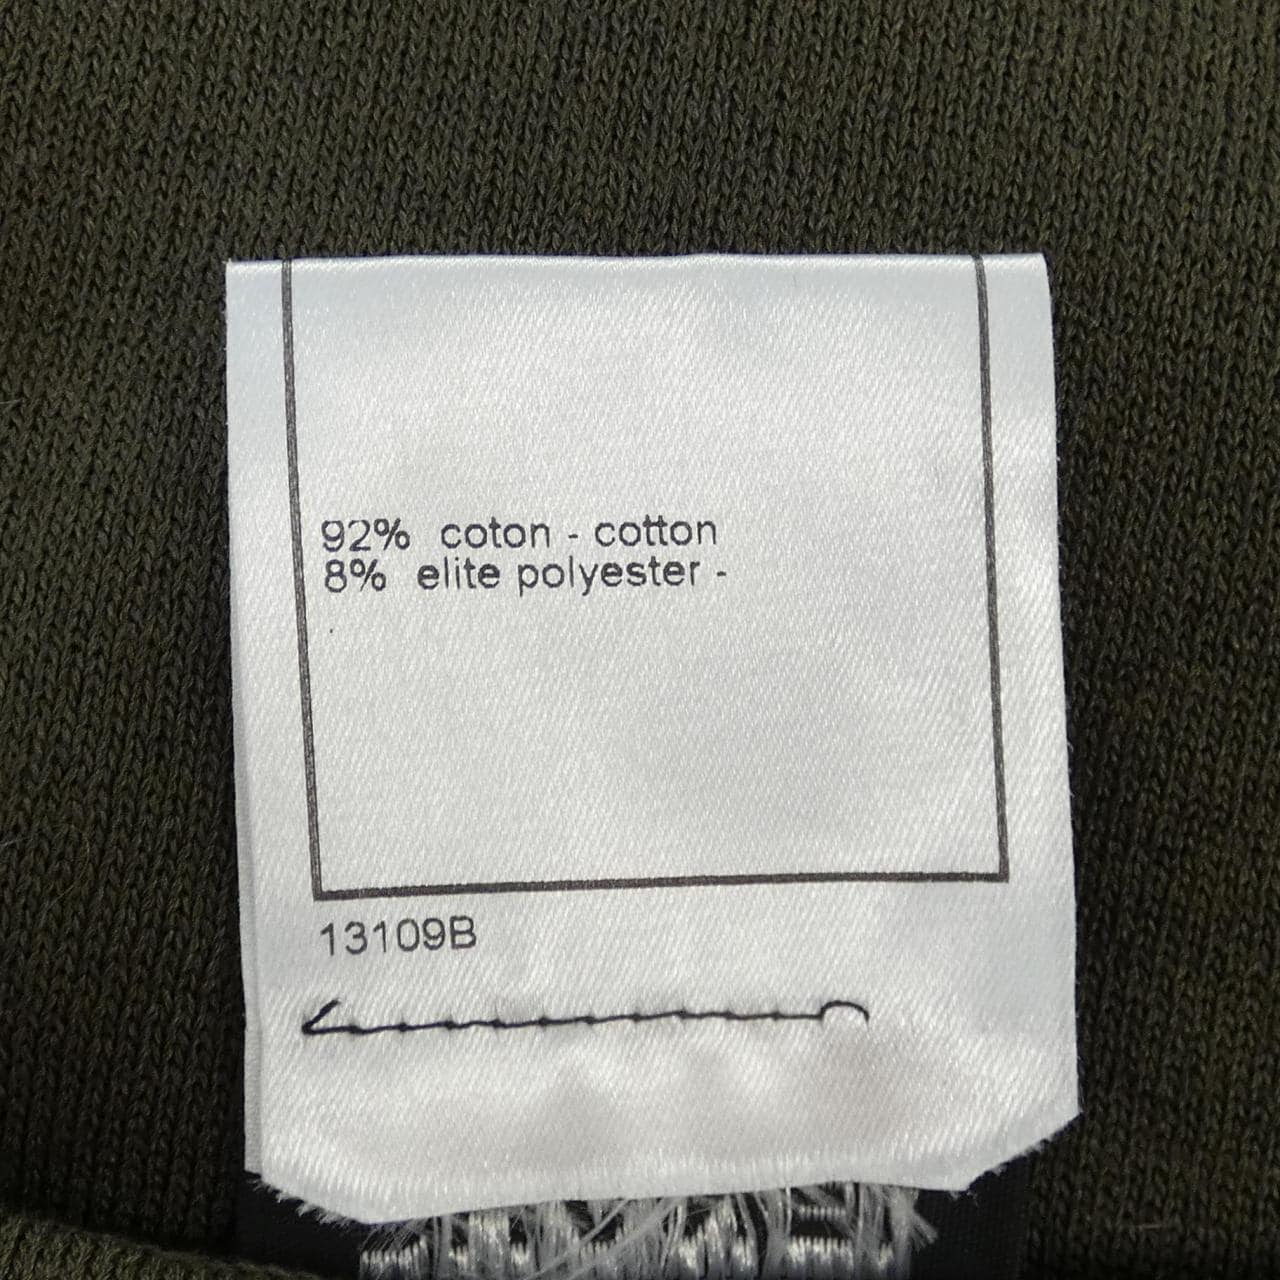 92% coton - cotton
8% elite polyester -
13109B